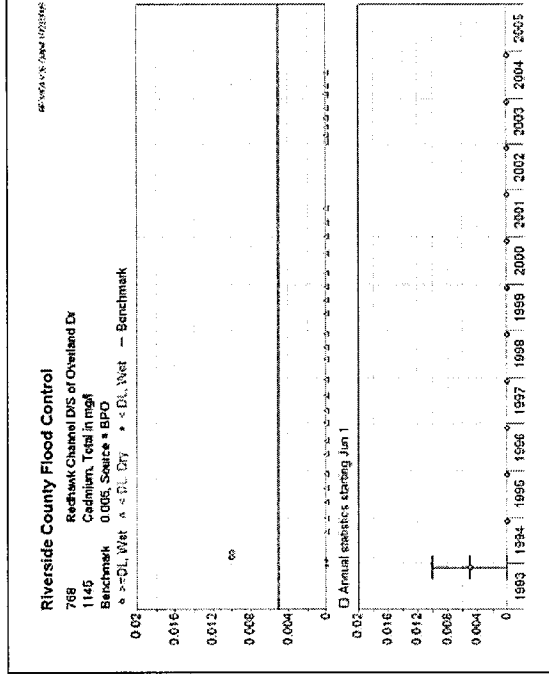 Riverside County Flood Control
768 Redhawk Channel D/S of Overland Dr
1145 Cadmium, Total in mg/l
Benchmark 0.005, Source = BPO
>=DL, Wet < DL, Dry < DL, Wet — Benchmark
0.02
0.016
0.012
0.008
0.004
0
Annual statistics starting Jun 1
0.02
0.016
0.012
0.008
0.004
0
1993 1994 1995 1996 1997 1998 1999 2000 2001 2002 2003 2004 2005